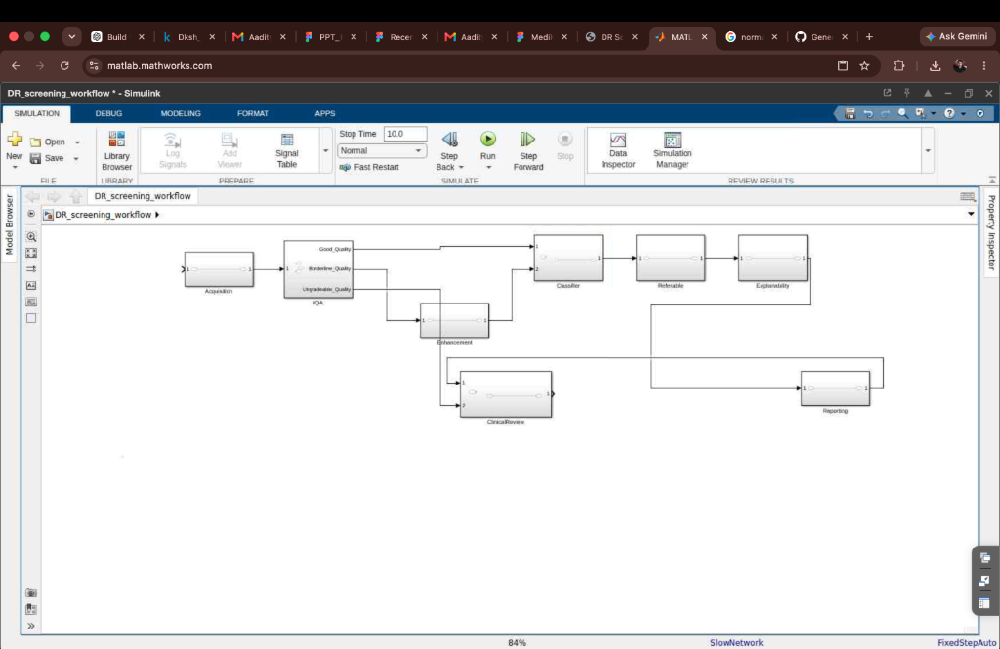 Build
Dksh_
Aadit
PPT_
Recer
Aadit
Medi
DR S
MATL
norm
Gene
Ask Gemini
matlab.mathworks.com
DR_screening_workflow * - Simulink
SIMULATION DEBUG MODELING FORMAT APPS
New
Open
Save
FILE
Library
Browser
LIBRARY
Log
Signals
Add
Viewer
Signal
Table
PREPARE
Stop Time 10.0
Normal
Fast Restart
Step
Back
Run
Step
Forward
Stop
SIMULATE
Data
Inspector
Simulation
Manager
REVIEW RESULTS
Model Browser
DR_screening_workflow
DR_screening_workflow
Property Inspector
1 1
Acquisition
1
Good_Quality
Borderline_Quality
Ungradeable_Quality
IQA
1 1
Enhancement
1
2
1
Classifier
1 1
Referable
1 1
Explainability
1
2
1
ClinicalReview
1 1
Reporting
84%
SlowNetwork
FixedStepAuto